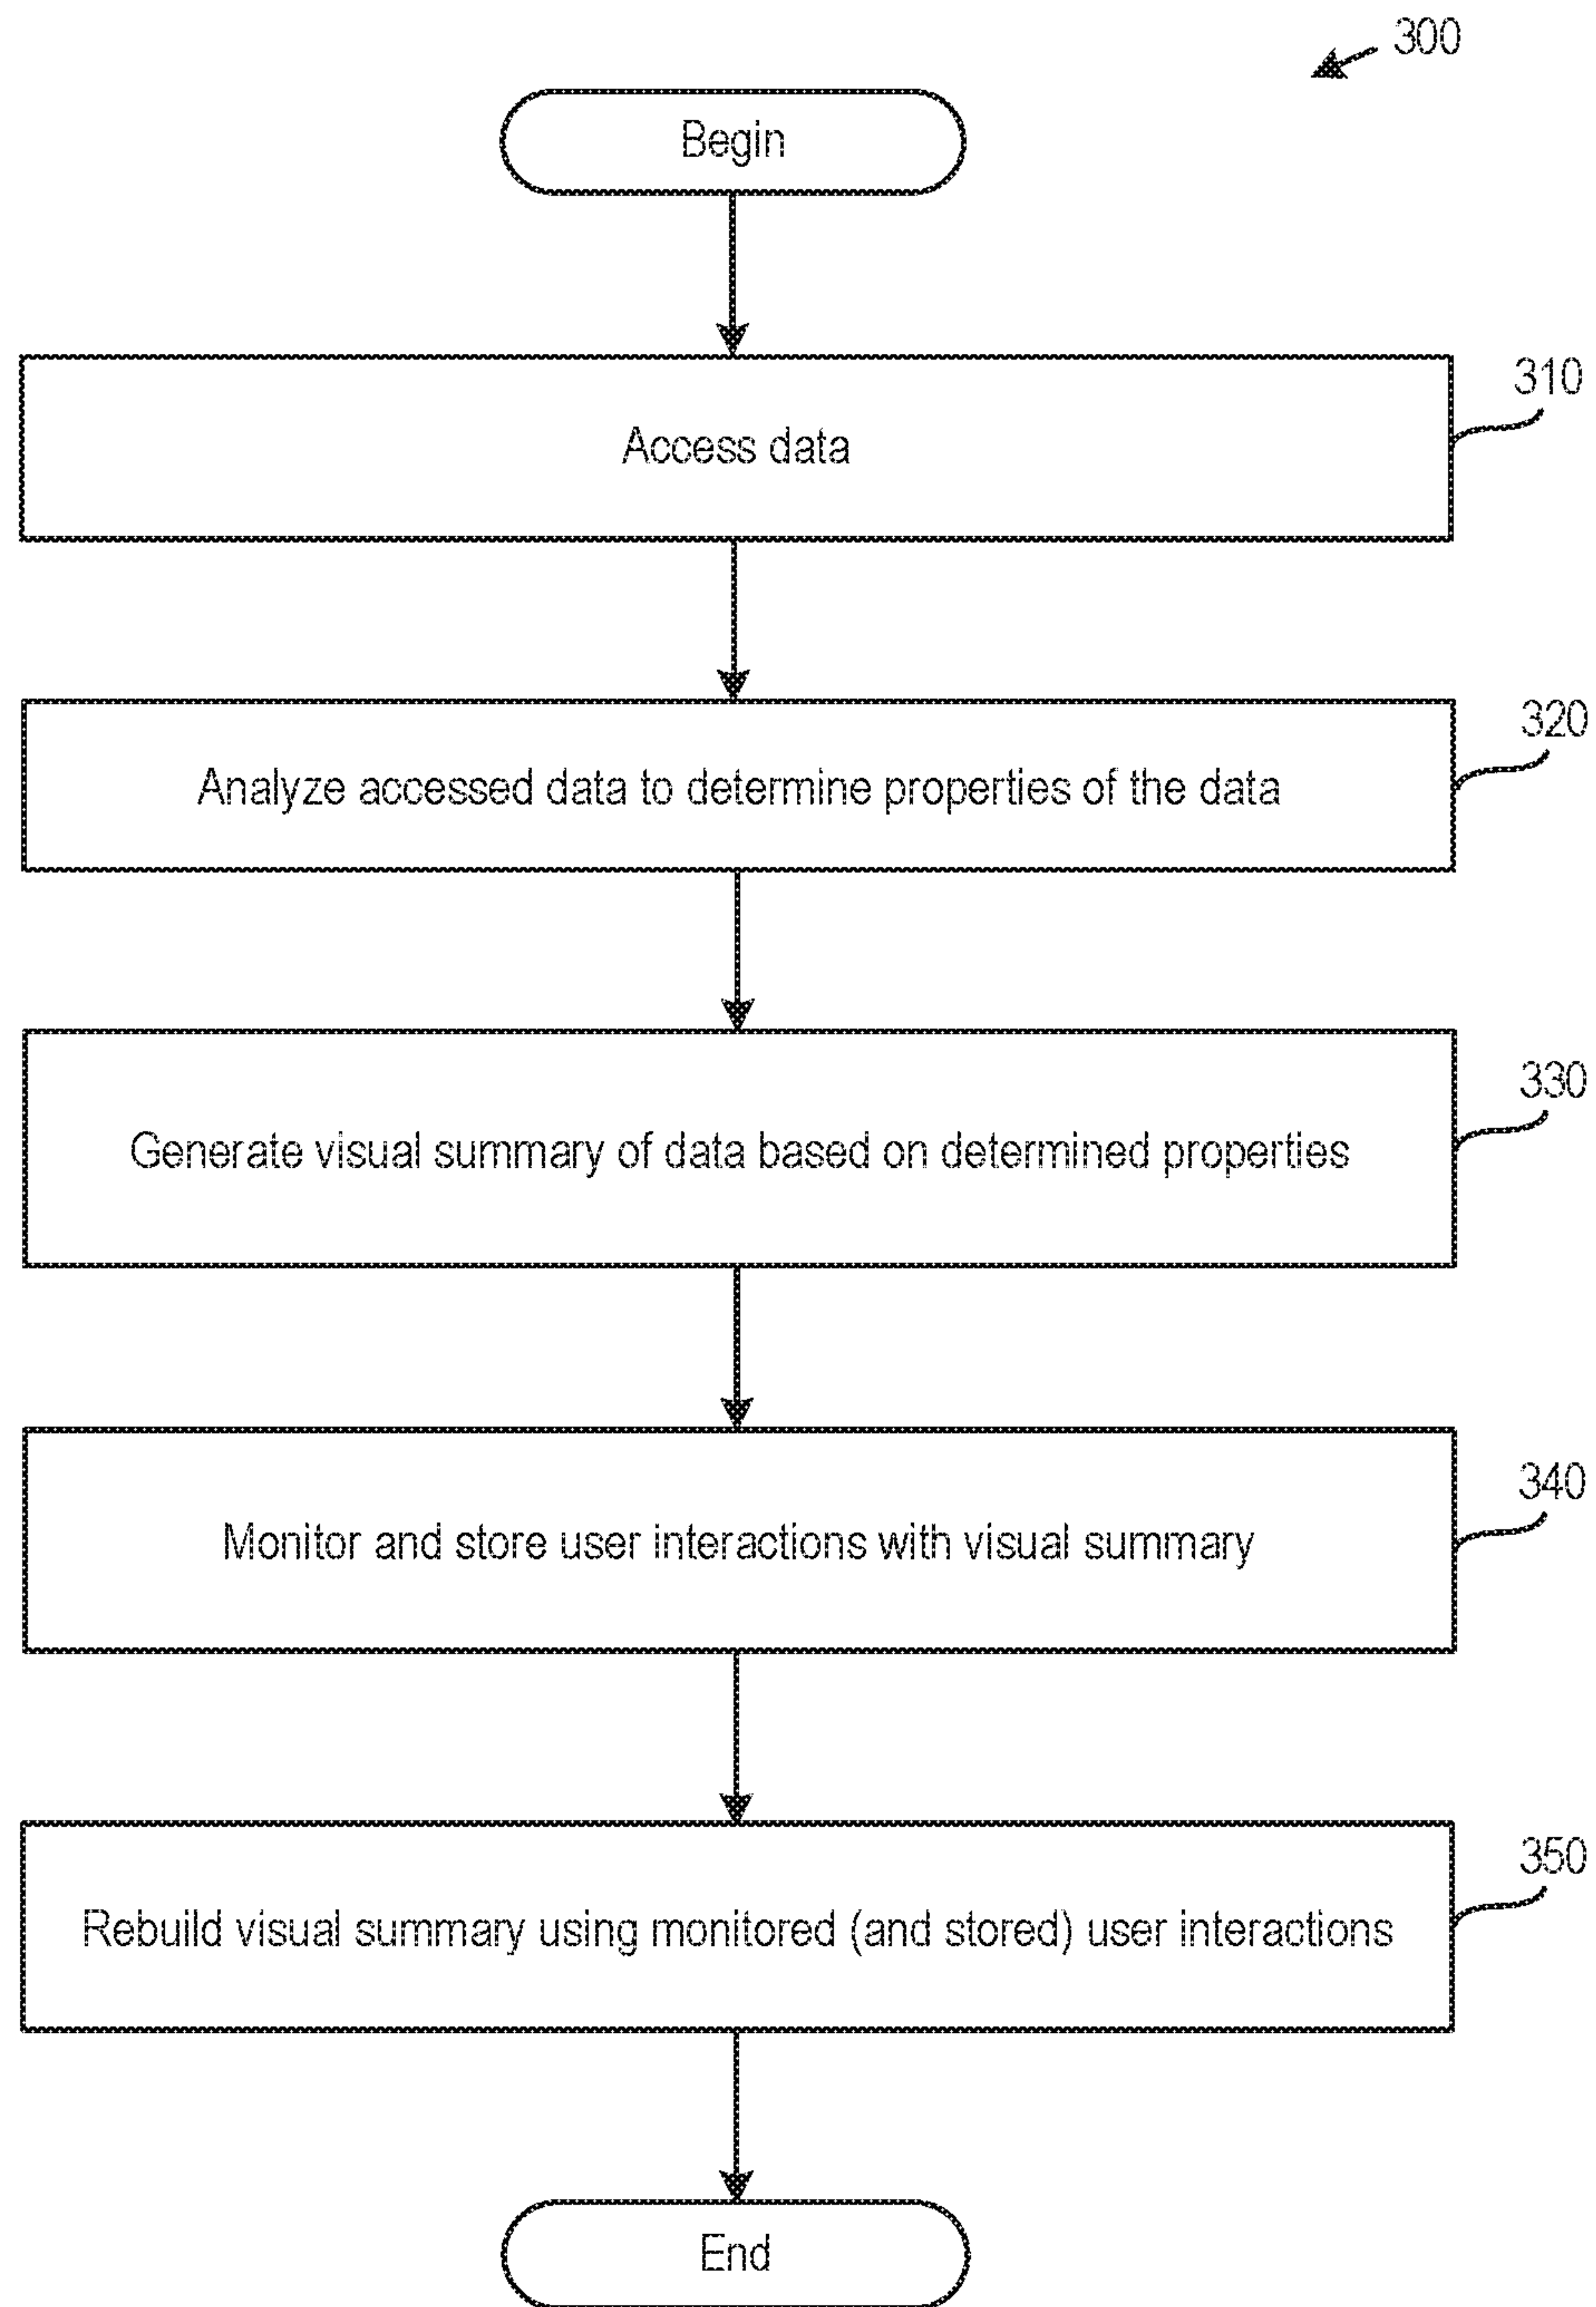 300
Begin
310
Access data
320
Analyze accessed data to determine properties of the data
330
Generate visual summary of data based on determined properties
340
Monitor and store user interactions with visual summary
350
Rebuild visual summary using monitored (and stored) user interactions
End